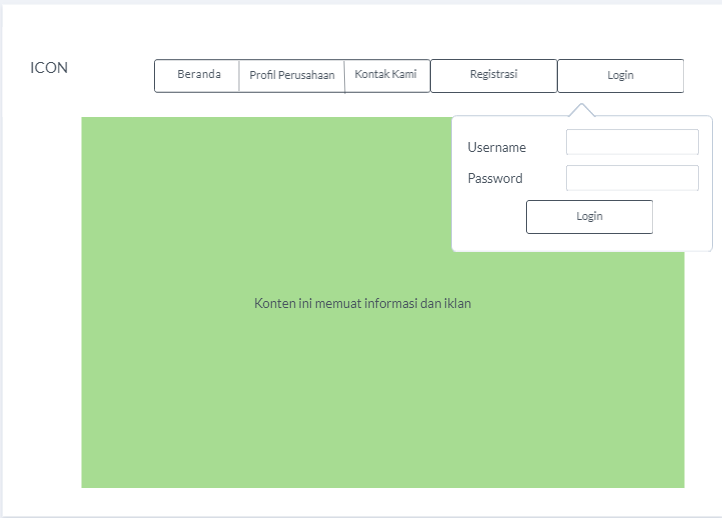 ICON
Beranda
Profil Perusahaan
Kontak Kami
Registrasi
Login
Username
Password
Login
Konten ini memuat informasi dan iklan